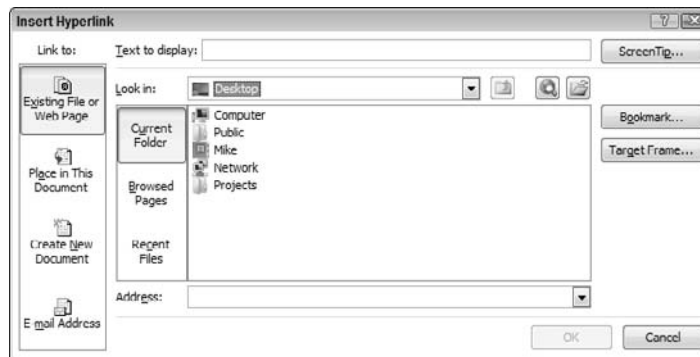 Insert Hyperlink
Link to:
Text to display:
ScreenTip...
Existing File or
Web Page
Look in:
Desktop
Current
Folder
Computer
Public
Mike
Network
Projects
Bookmark...
Target Frame...
Place in This
Document
Browsed
Pages
Create New
Document
Recent
Files
E-mail Address
Address:
OK
Cancel